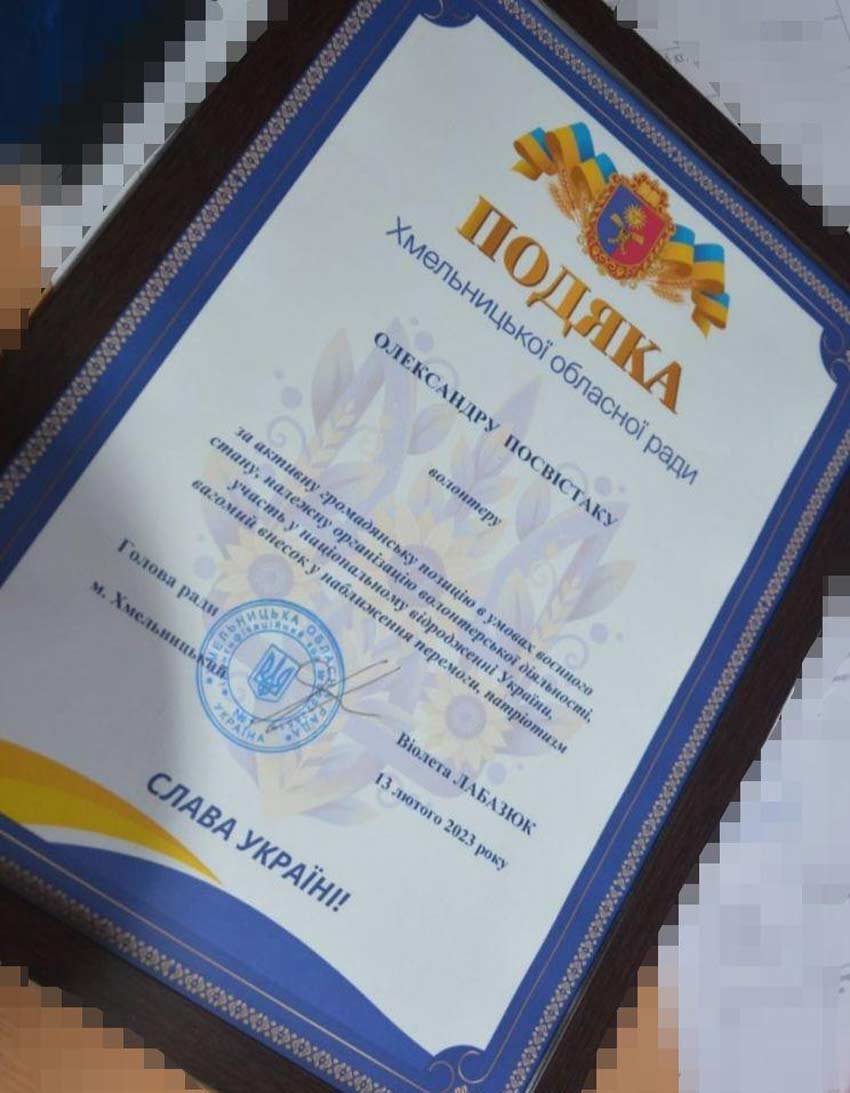 ПОДЯКА
Хмельницької обласної ради
ОЛЕКСАНДРУ ПОСВІСТАКУ
волонтеру
за активну громадянську позицію в умовах воєнного
стану, належну організацію волонтерської діяльності,
участь у національному відродженні України,
вагомий внесок у наближення перемоги, патріотизм
Голова ради
Віолета ЛАБАЗЮК
м. Хмельницький
13 лютого 2023 року
УКРАЇНА
СЛАВА УКРАЇНІ!